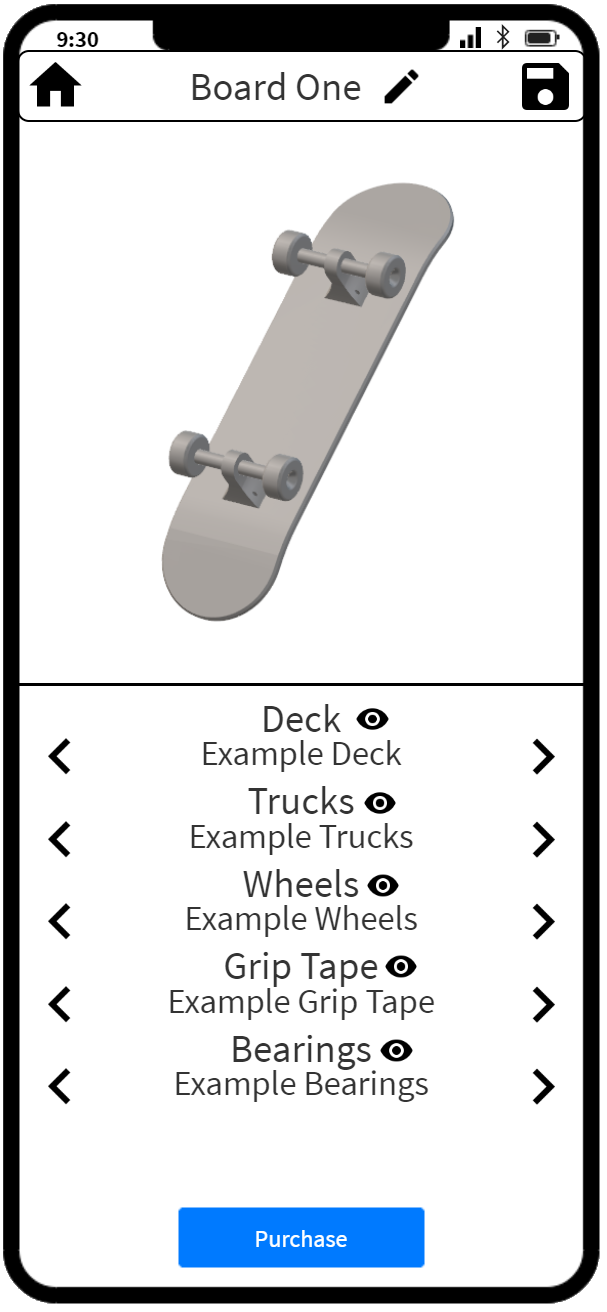 9:30
Board One
Deck
Example Deck
Trucks
Example Trucks
Wheels
Example Wheels
Grip Tape
Example Grip Tape
Bearings
Example Bearings
Purchase